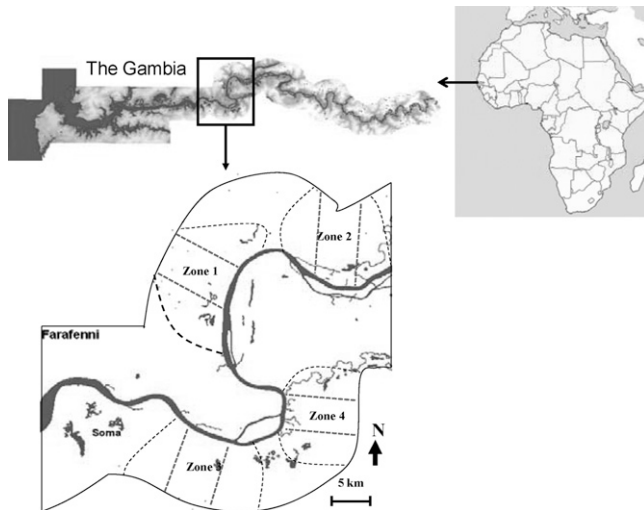 The Gambia
Zone 2
Zone 1
Farafenni
Zone 4
Soma
N
Zone 3
5 km